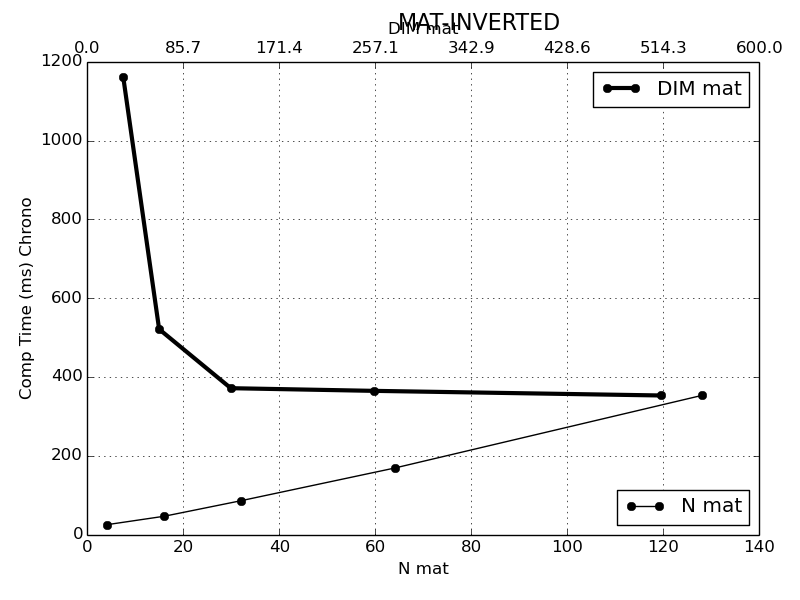 MAT-INVERTED
DIM mat
0.0 85.7 171.4 257.1 342.9 428.6 514.3 600.0
1200
DIM mat
1000
800
Comp Time (ms) Chrono
600
400
200
N mat
0
0 20 40 60 80 100 120 140
N mat